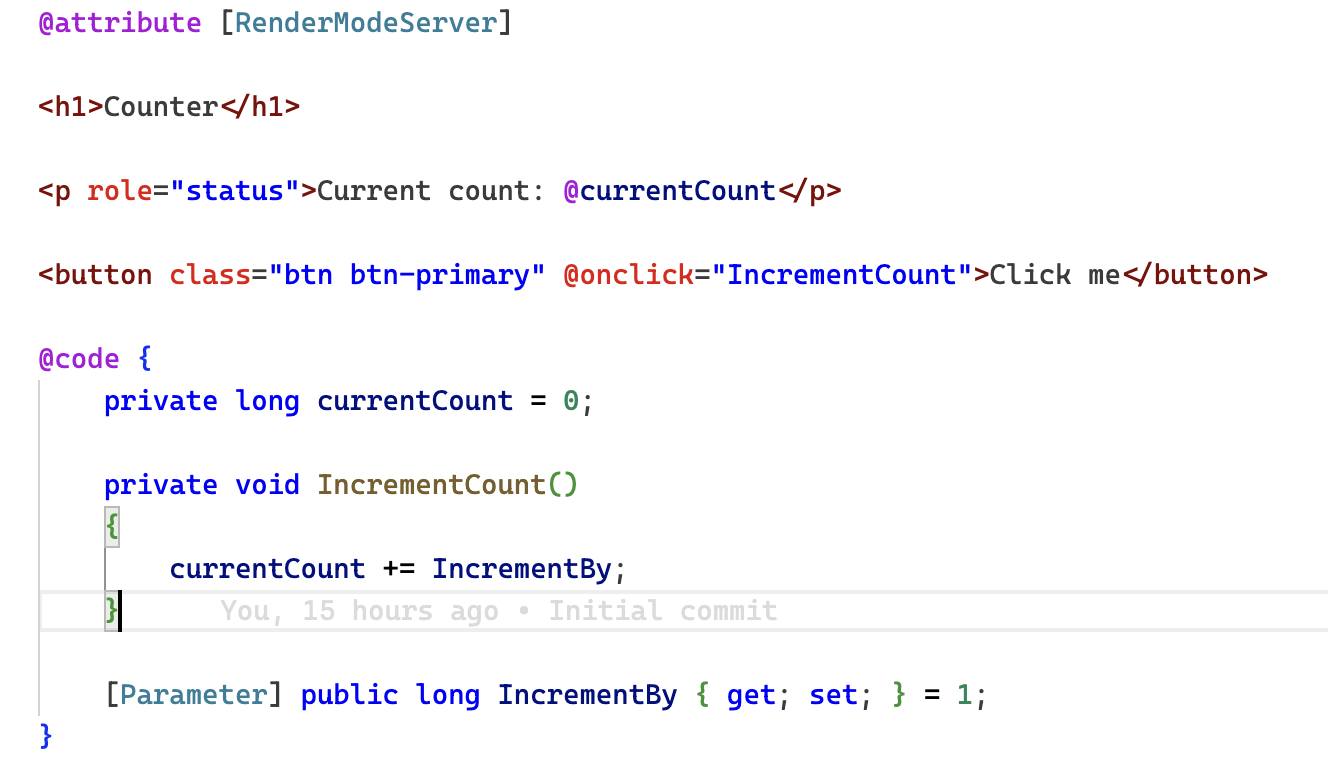 @attribute [RenderModeServer]
<h1>Counter</h1>
<p role="status">Current count: @currentCount</p>
<button class="btn btn-primary" @onclick="IncrementCount">Click me</button>
@code {
    private long currentCount = 0;
    private void IncrementCount()
    {
        currentCount += IncrementBy;
    }      You, 15 hours ago • Initial commit
    [Parameter] public long IncrementBy { get; set; } = 1;
}